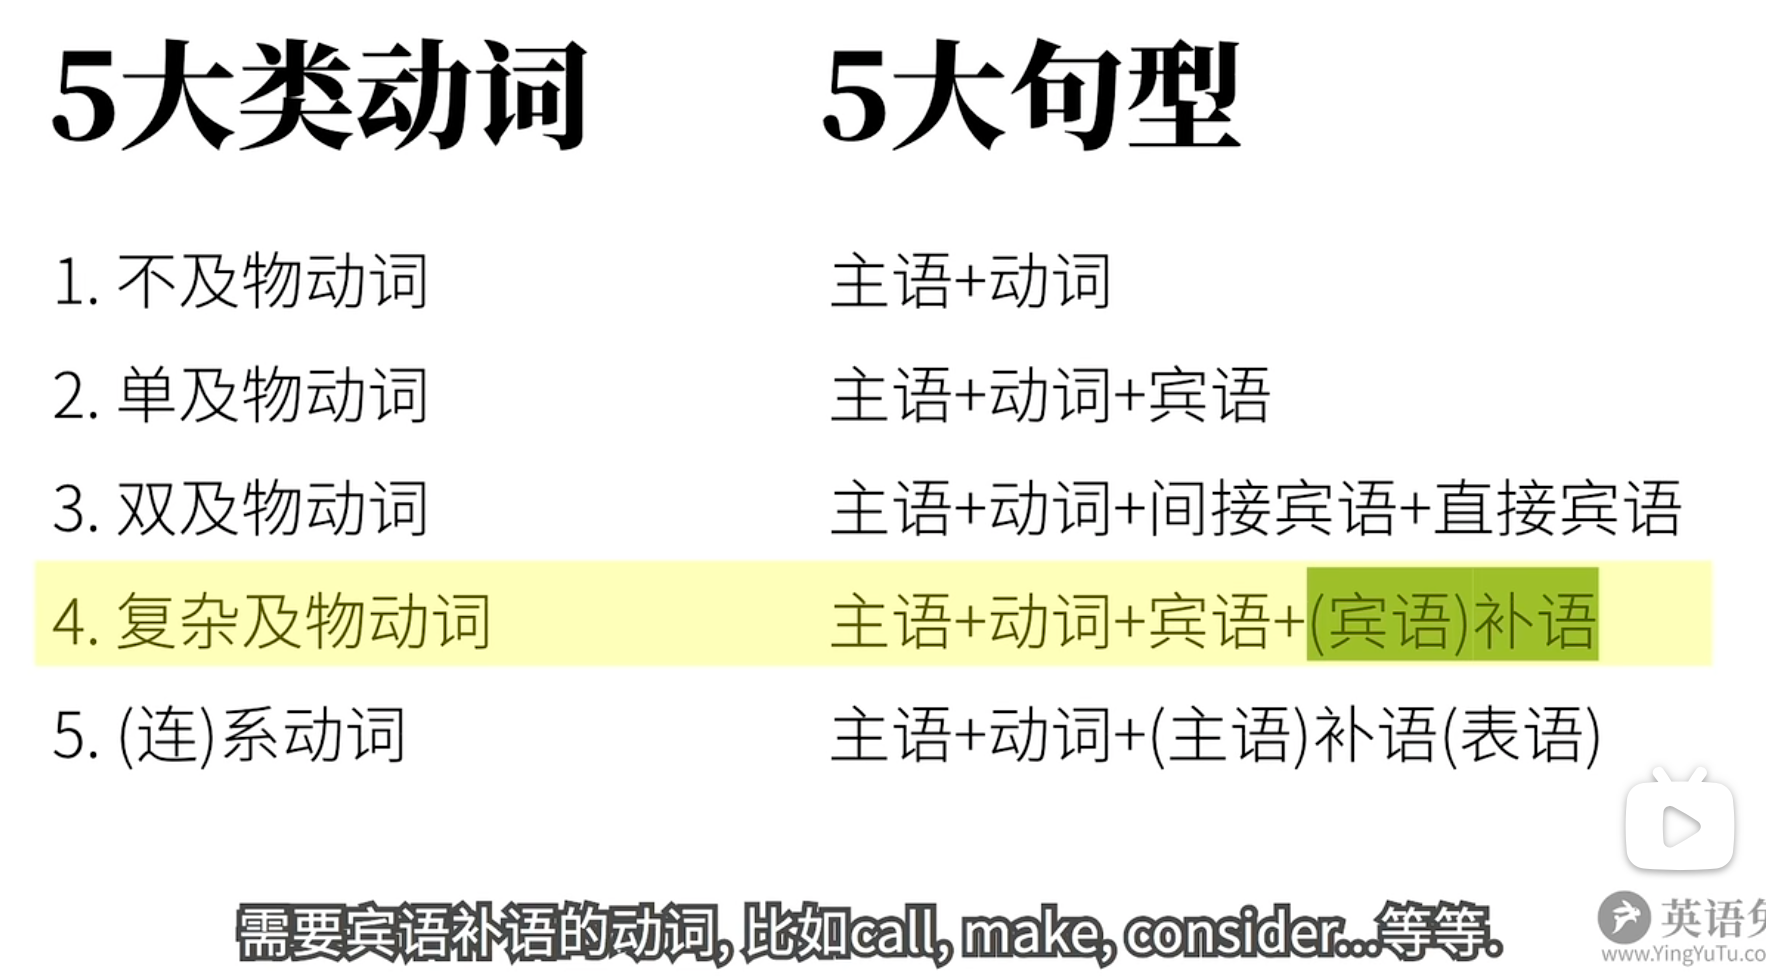 5大类动词 5大句型
1. 不及物动词 主语+动词
2. 单及物动词 主语+动词+宾语
3. 双及物动词 主语+动词+间接宾语+直接宾语
4. 复杂及物动词 主语+动词+宾语+(宾语)补语
5. (连)系动词 主语+动词+(主语)补语(表语)
英语
需要宾语补语的动词, 比如call, make, consider...等等.
www.YingYuTu.co